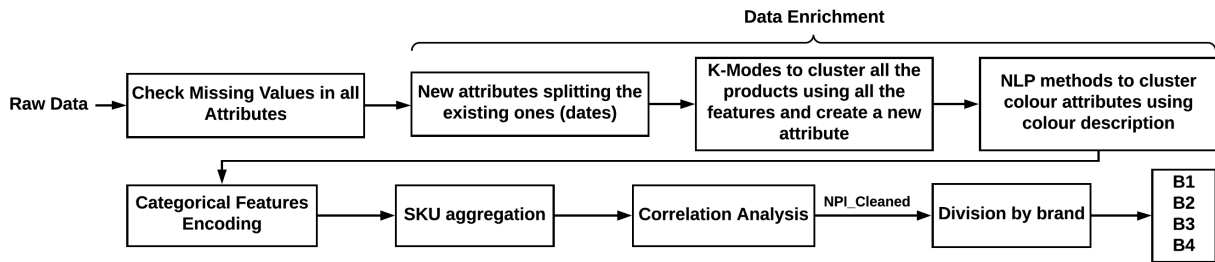 Data Enrichment
Raw Data
Check Missing Values in all
Attributes
New attributes splitting the
existing ones (dates)
K-Modes to cluster all the
products using all the
features and create a new
attribute
NLP methods to cluster
colour attributes using
colour description
Categorical Features
Encoding
SKU aggregation
Correlation Analysis
NPI_Cleaned
Division by brand
B1
B2
B3
B4